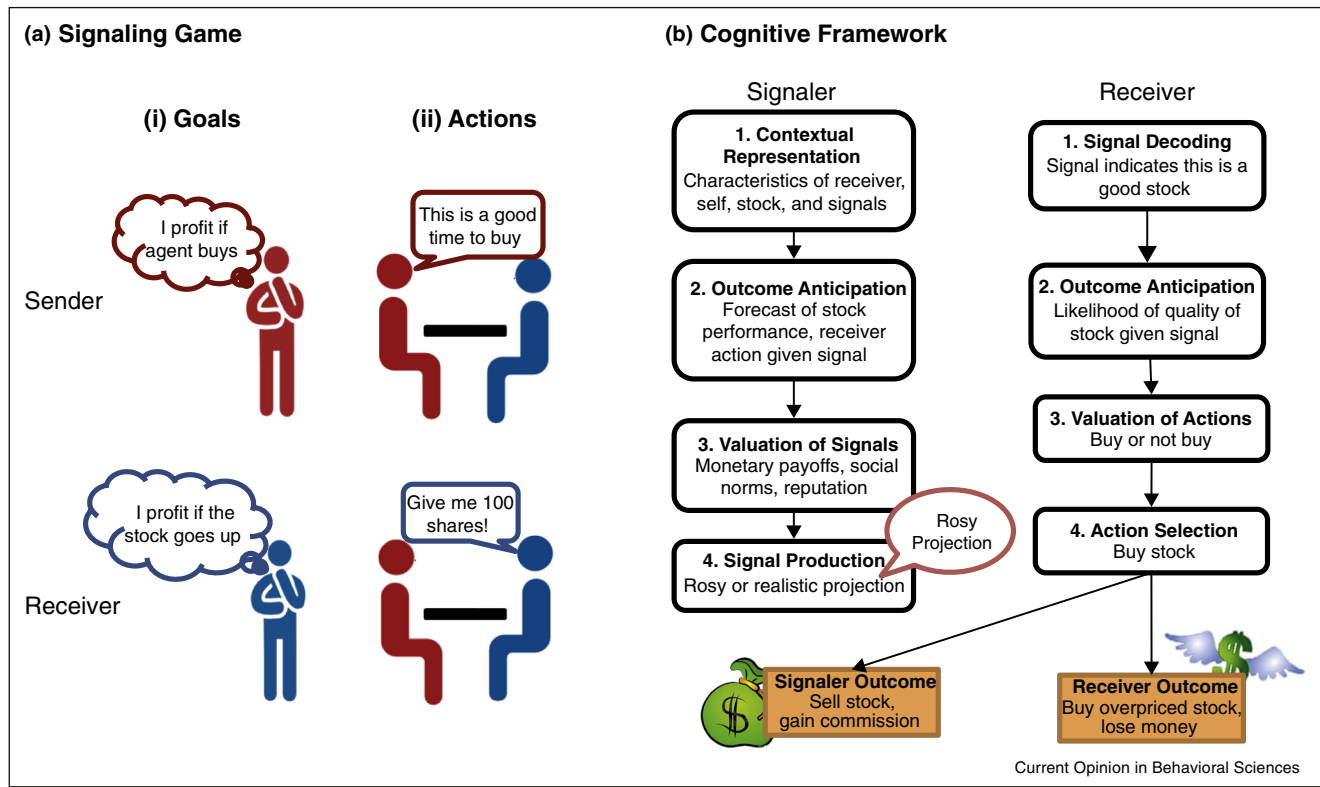 (a) Signaling Game
(i) Goals
(ii) Actions
Sender
I profit if
agent buys
This is a good
time to buy
Receiver
I profit if the
stock goes up
Give me 100
shares!
(b) Cognitive Framework
Signaler
1. Contextual
Representation
Characteristics of receiver,
self, stock, and signals
2. Outcome Anticipation
Forecast of stock
performance, receiver
action given signal
3. Valuation of Signals
Monetary payoffs, social
norms, reputation
4. Signal Production
Rosy or realistic projection
Rosy
Projection
Receiver
1. Signal Decoding
Signal indicates this is a
good stock
2. Outcome Anticipation
Likelihood of quality of
stock given signal
3. Valuation of Actions
Buy or not buy
4. Action Selection
Buy stock
$
Signaler Outcome
Sell stock,
gain commission
$
Receiver Outcome
Buy overpriced stock,
lose money
Current Opinion in Behavioral Sciences